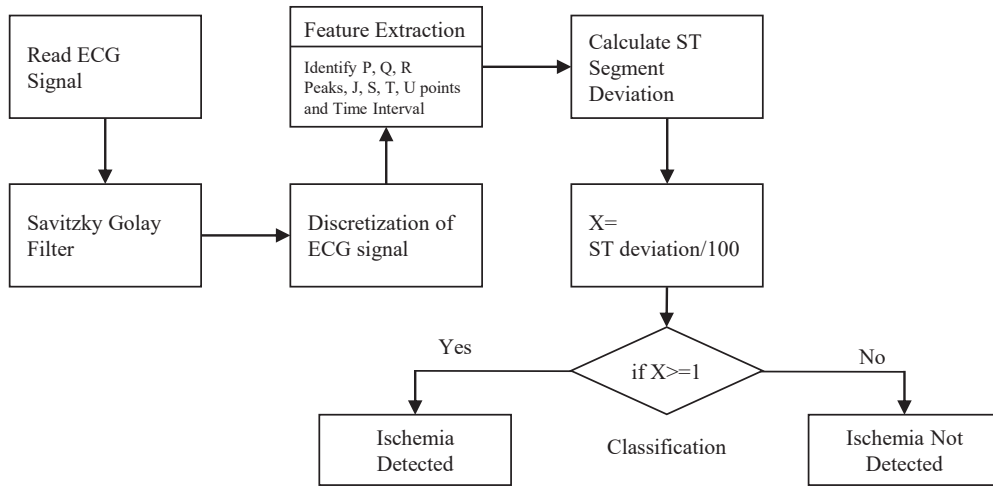 Read ECG
Signal
Savitzky Golay
Filter
Discretization of
ECG signal
Feature Extraction
Identify P, Q, R
Peaks, J, S, T, U points
and Time Interval
Calculate ST
Segment
Deviation
X=
ST deviation/100
if X>=1
Yes
No
Classification
Ischemia
Detected
Ischemia Not
Detected